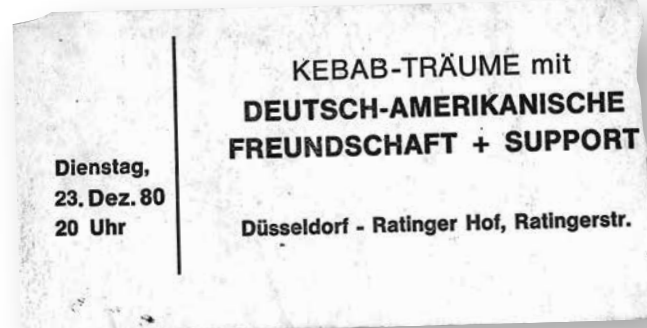 Dienstag,
23. Dez. 80
20 Uhr
KEBAB-TRÄUME mit
DEUTSCH-AMERIKANISCHE
FREUNDSCHAFT + SUPPORT
Düsseldorf - Ratinger Hof, Ratingerstr.